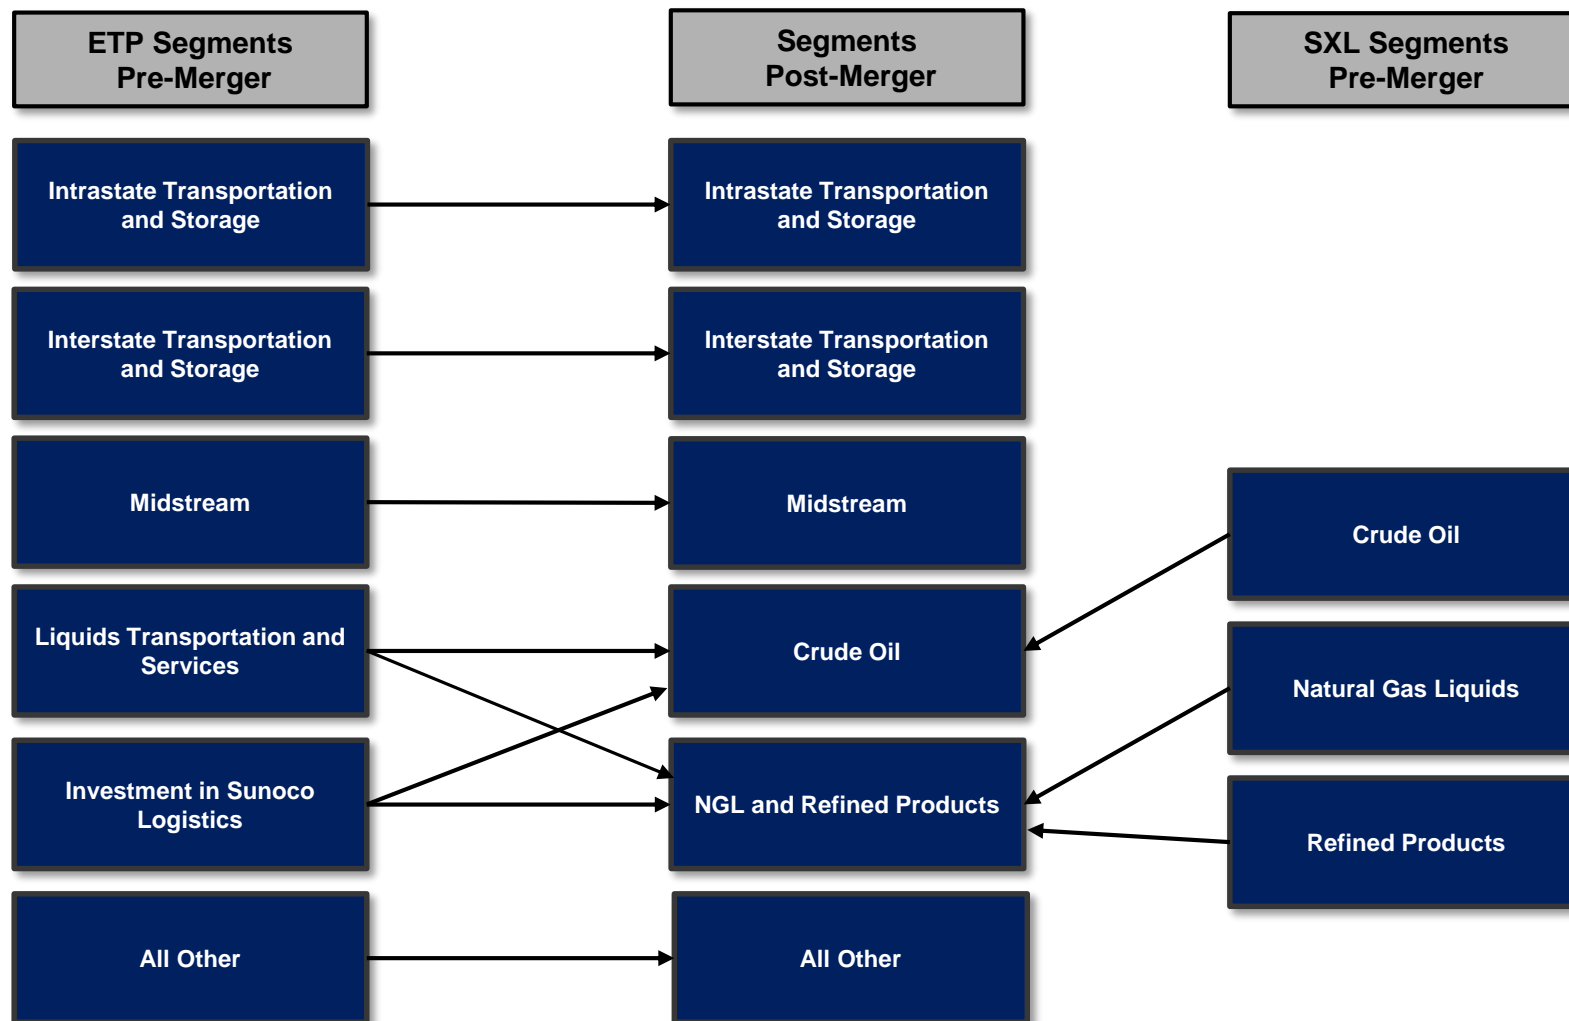 ETP Segments
Pre-Merger
Segments
Post-Merger
SXL Segments
Pre-Merger
Intrastate Transportation
and Storage
Intrastate Transportation
and Storage
Interstate Transportation
and Storage
Interstate Transportation
and Storage
Midstream
Midstream
Crude Oil
Liquids Transportation and
Services
Crude Oil
Natural Gas Liquids
Investment in Sunoco
Logistics
NGL and Refined Products
Refined Products
All Other
All Other